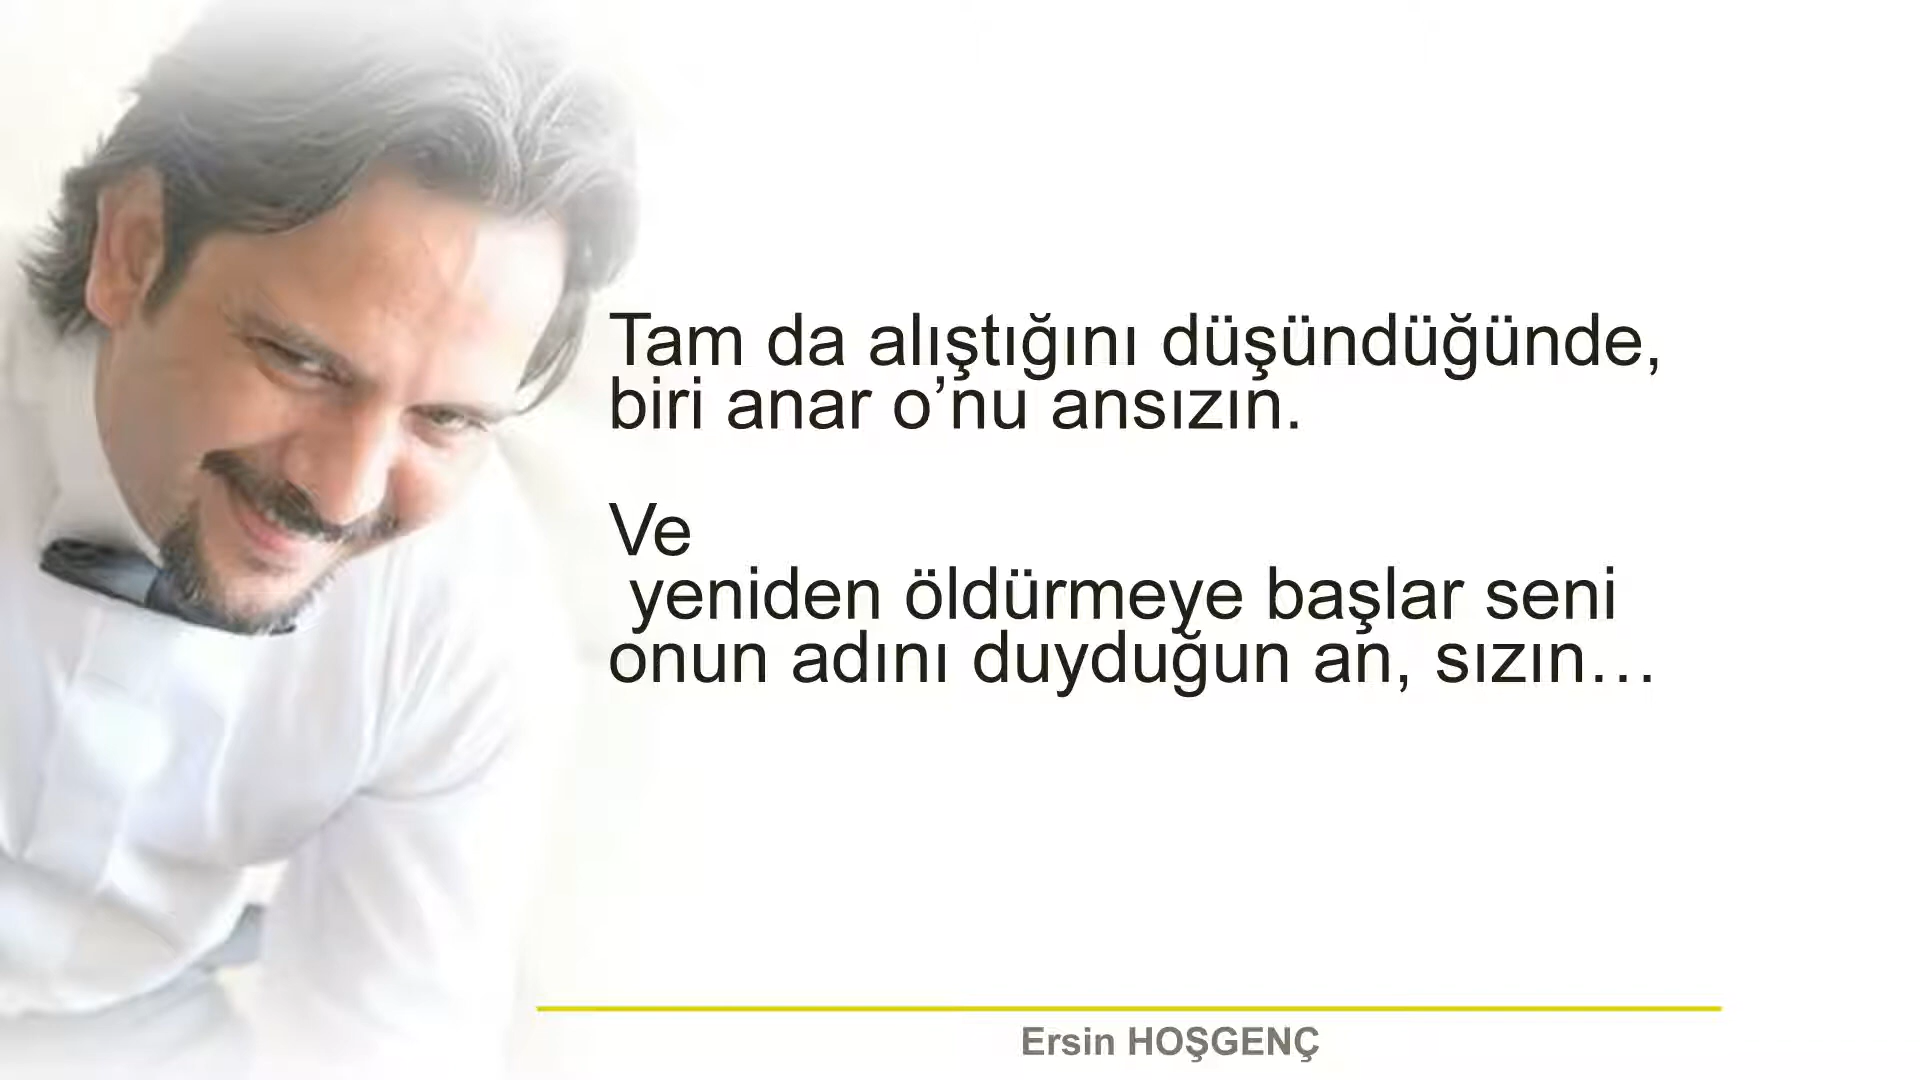 Tam da alıştığını düşündüğünde,
biri anar o’nu ansızın.
Ve
yeniden öldürmeye başlar seni
onun adını duyduğun an, sızın…
Ersin HOŞGENÇ